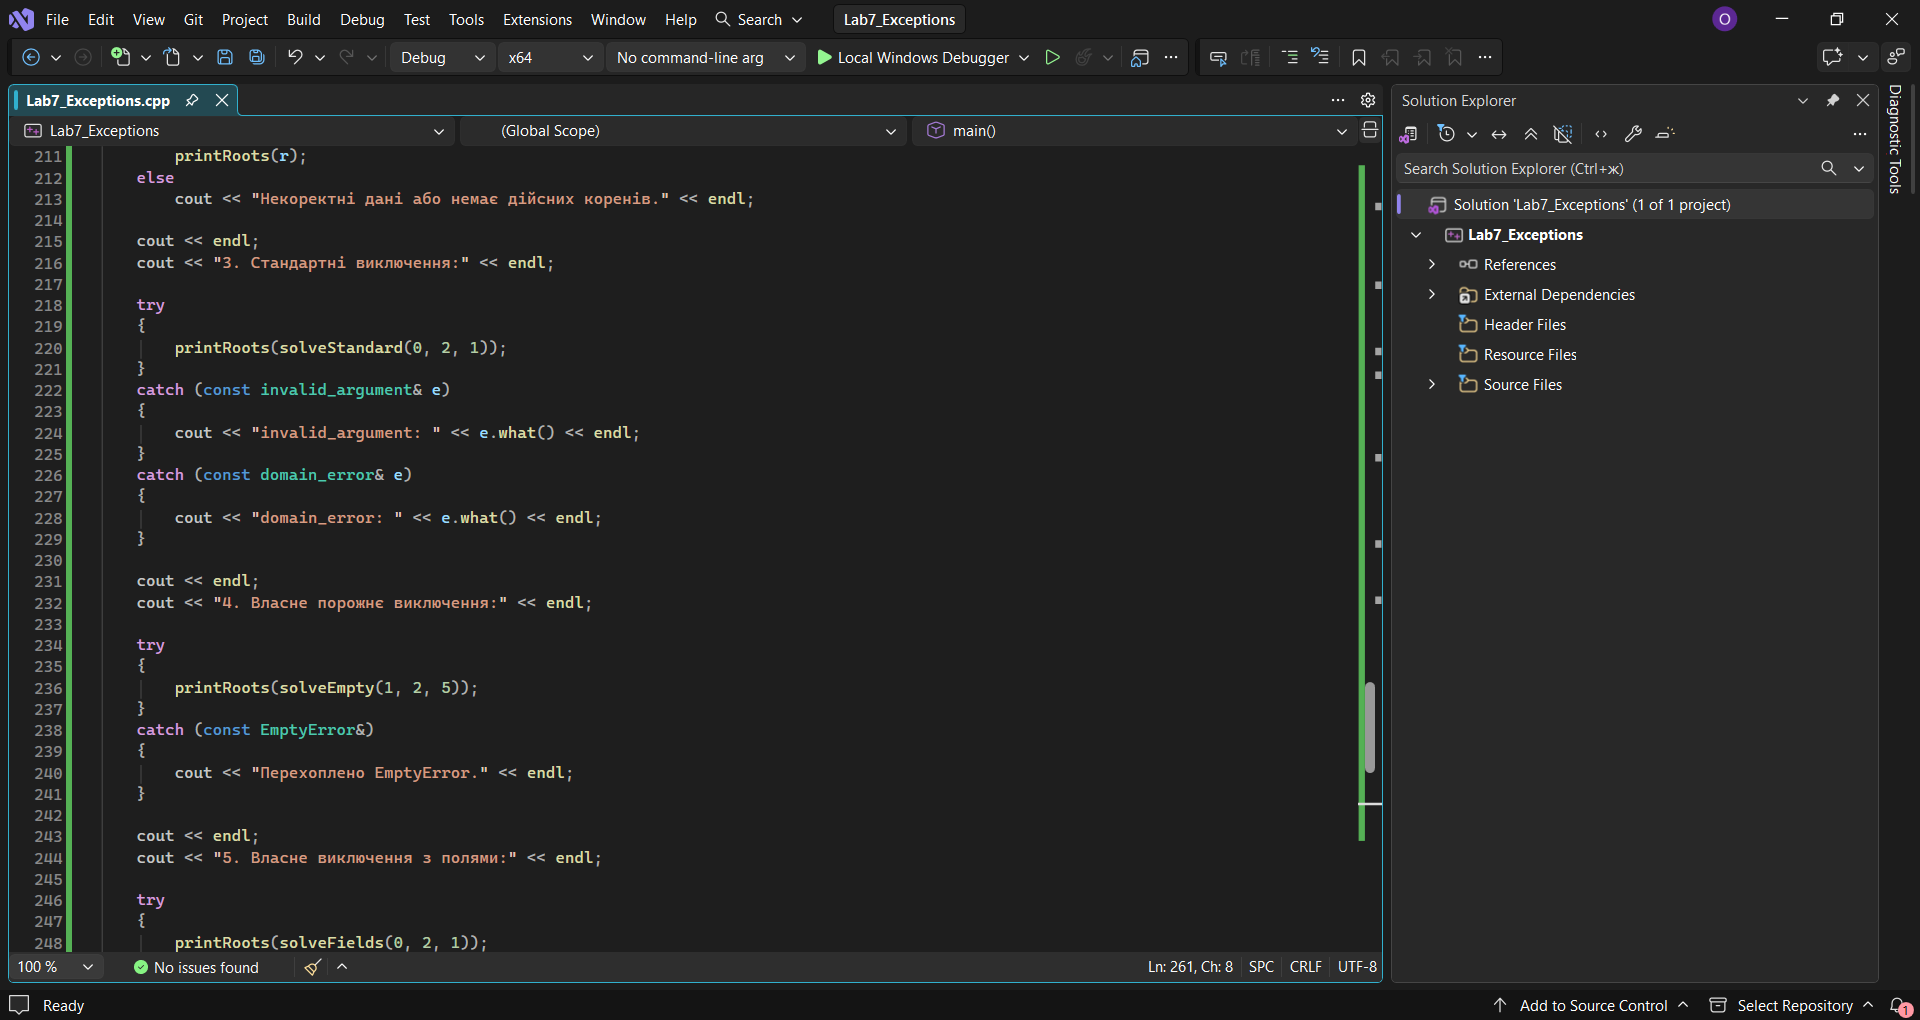 File Edit View Git Project Build Debug Test Tools Extensions Window Help Search Lab7_Exceptions O
Debug x64 No command-line arg Local Windows Debugger
Lab7_Exceptions.cpp
Lab7_Exceptions (Global Scope) main()
211 printRoots(r);
212 else
213 cout << "Некоректні дані або немає дійсних коренів." << endl;
214
215 cout << endl;
216 cout << "3. Стандартні виключення:" << endl;
217
218 try
219 {
220 printRoots(solveStandard(0, 2, 1));
221 }
222 catch (const invalid_argument& e)
223 {
224 cout << "invalid_argument: " << e.what() << endl;
225 }
226 catch (const domain_error& e)
227 {
228 cout << "domain_error: " << e.what() << endl;
229 }
230
231 cout << endl;
232 cout << "4. Власне порожнє виключення:" << endl;
233
234 try
235 {
236 printRoots(solveEmpty(1, 2, 5));
237 }
238 catch (const EmptyError&)
239 {
240 cout << "Перехоплено EmptyError." << endl;
241 }
242
243 cout << endl;
244 cout << "5. Власне виключення з полями:" << endl;
245
246 try
247 {
248 printRoots(solveFields(0, 2, 1));
100 % No issues found Ln: 261, Ch: 8 SPC CRLF UTF-8
Solution Explorer
Search Solution Explorer (Ctrl+ж)
Solution 'Lab7_Exceptions' (1 of 1 project)
Lab7_Exceptions
References
External Dependencies
Header Files
Resource Files
Source Files
Diagnostic Tools
Ready Add to Source Control Select Repository 1